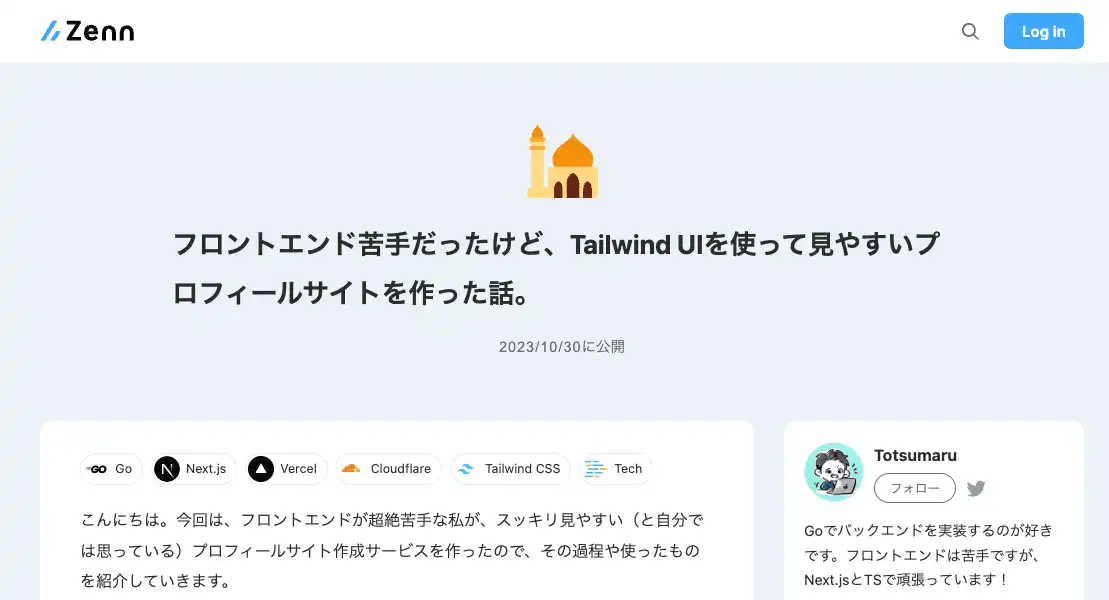 Zenn
Log in
フロントエンド苦手だったけど、Tailwind UIを使って見やすいプ
ロフィールサイトを作った話。
2023/10/30に公開
GO Go
N Next.js
Vercel
Cloudflare
Tailwind CSS
Tech
こんにちは。今回は、フロントエンドが超絶苦手な私が、スッキリ見やすい（と自分で
は思っている）プロフィールサイト作成サービスを作ったので、その過程や使ったもの
を紹介していきます。
Totsumaru
フォロー
Goでバックエンドを実装するのが好き
です。フロントエンドは苦手ですが、
Next.jsとTSで頑張っています！